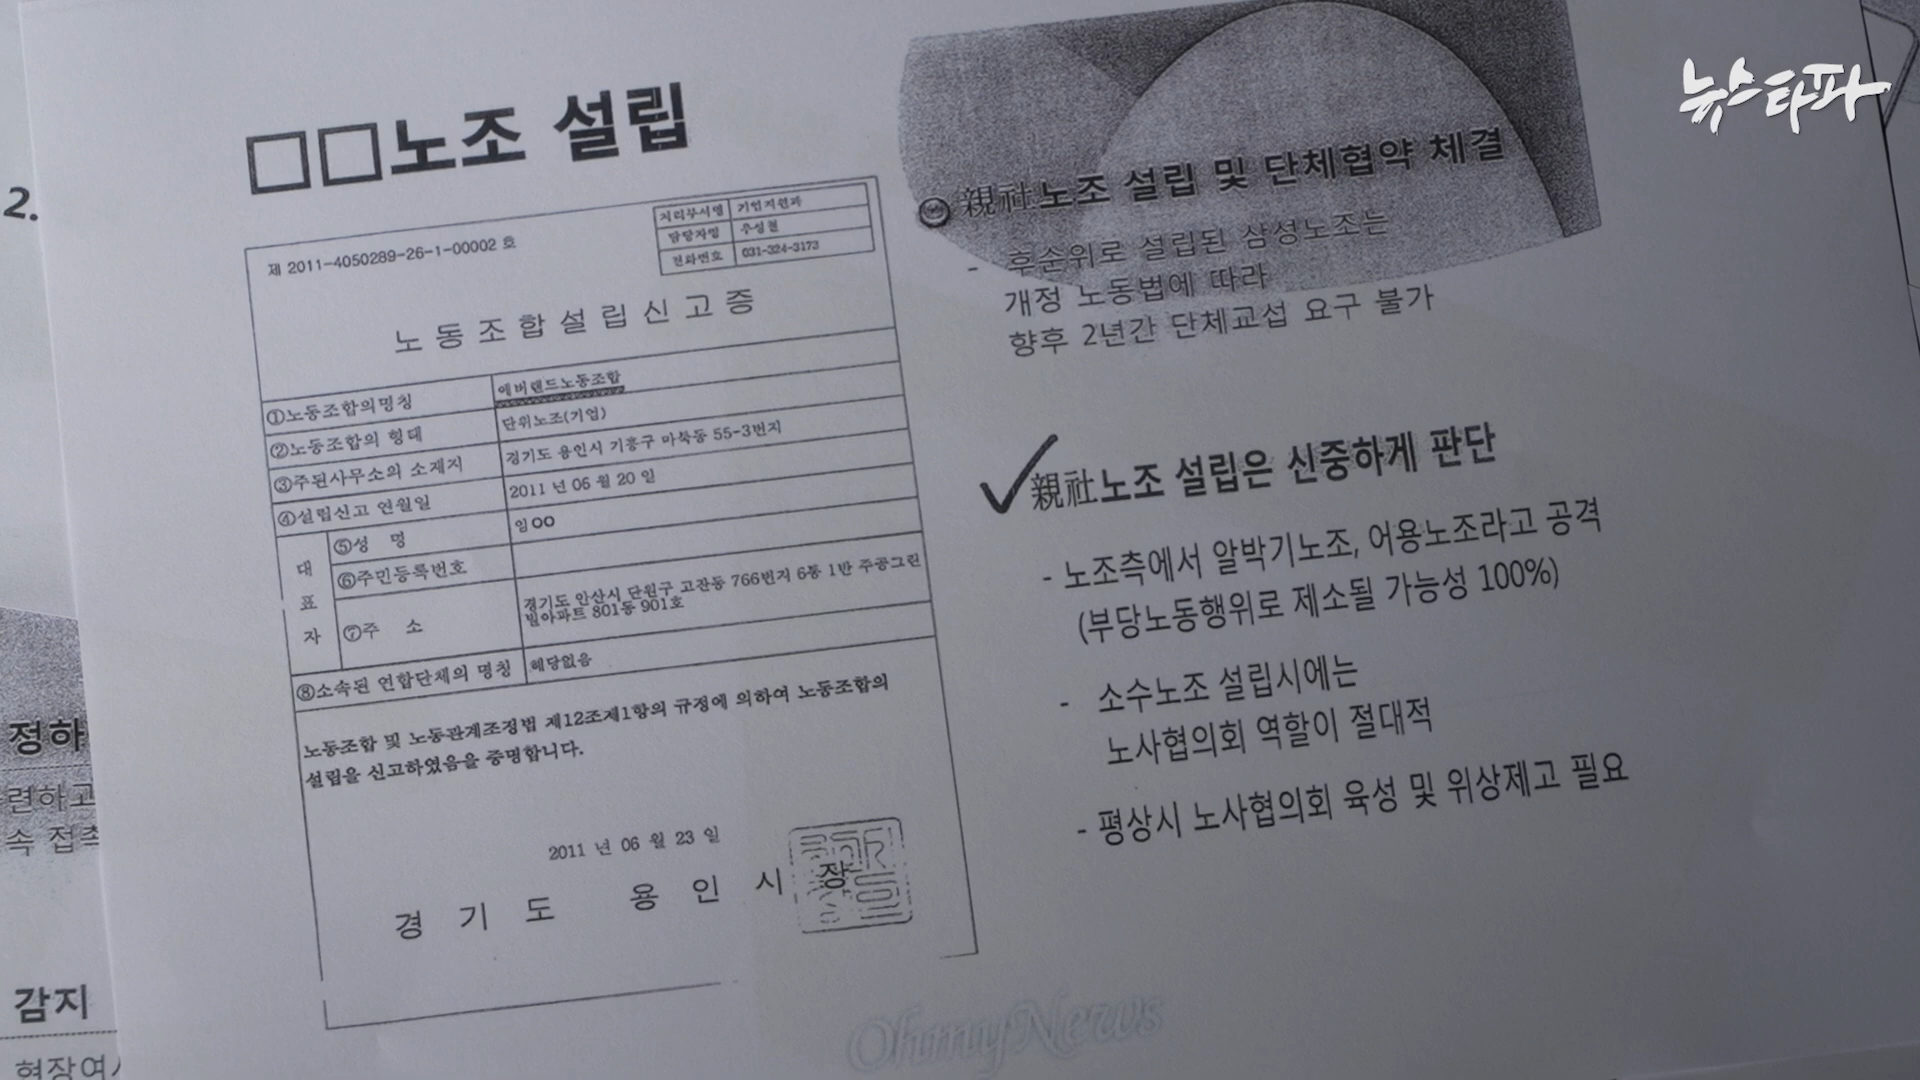 뉴스타파
2.
정하
련하고
속 접촉
감지
□□노조 설립
제 2011-4050289-26-1-00002 호
처리부서명 기업지원과
담당자명 주성철
전화번호 031-324-3173
노동조합설립신고증
①노동조합의명칭 에버랜드노동조합
②노동조합의 형태 단위노조(기업)
③주된사무소의 소재지 경기도 용인시 기흥구 마북동 55-3번지
④설립신고 연월일 2011 년 06 월 20 일
대표자
⑤성 명 임OO
⑥주민등록번호
⑦주 소 경기도 안산시 단원구 고잔동 766번지 6통 1반 주공그린
빌아파트 801동 901호
⑧소속된 연합단체의 명칭 해당없음
노동조합 및 노동관계조정법 제12조제1항의 규정에 의하여 노동조합의
설립을 신고하였음을 증명합니다.
2011 년 06 월 23 일
경 기 도 용 인 시 장
親社노조 설립 및 단체협약 체결
- 후순위로 설립된 삼성노조는
개정 노동법에 따라
향후 2년간 단체교섭 요구 불가
✓親社노조 설립은 신중하게 판단
- 노조측에서 알박기노조, 어용노조라고 공격
(부당노동행위로 제소될 가능성 100%)
- 소수노조 설립시에는
노사협의회 역할이 절대적
- 평상시 노사협의회 육성 및 위상제고 필요
OhmyNews